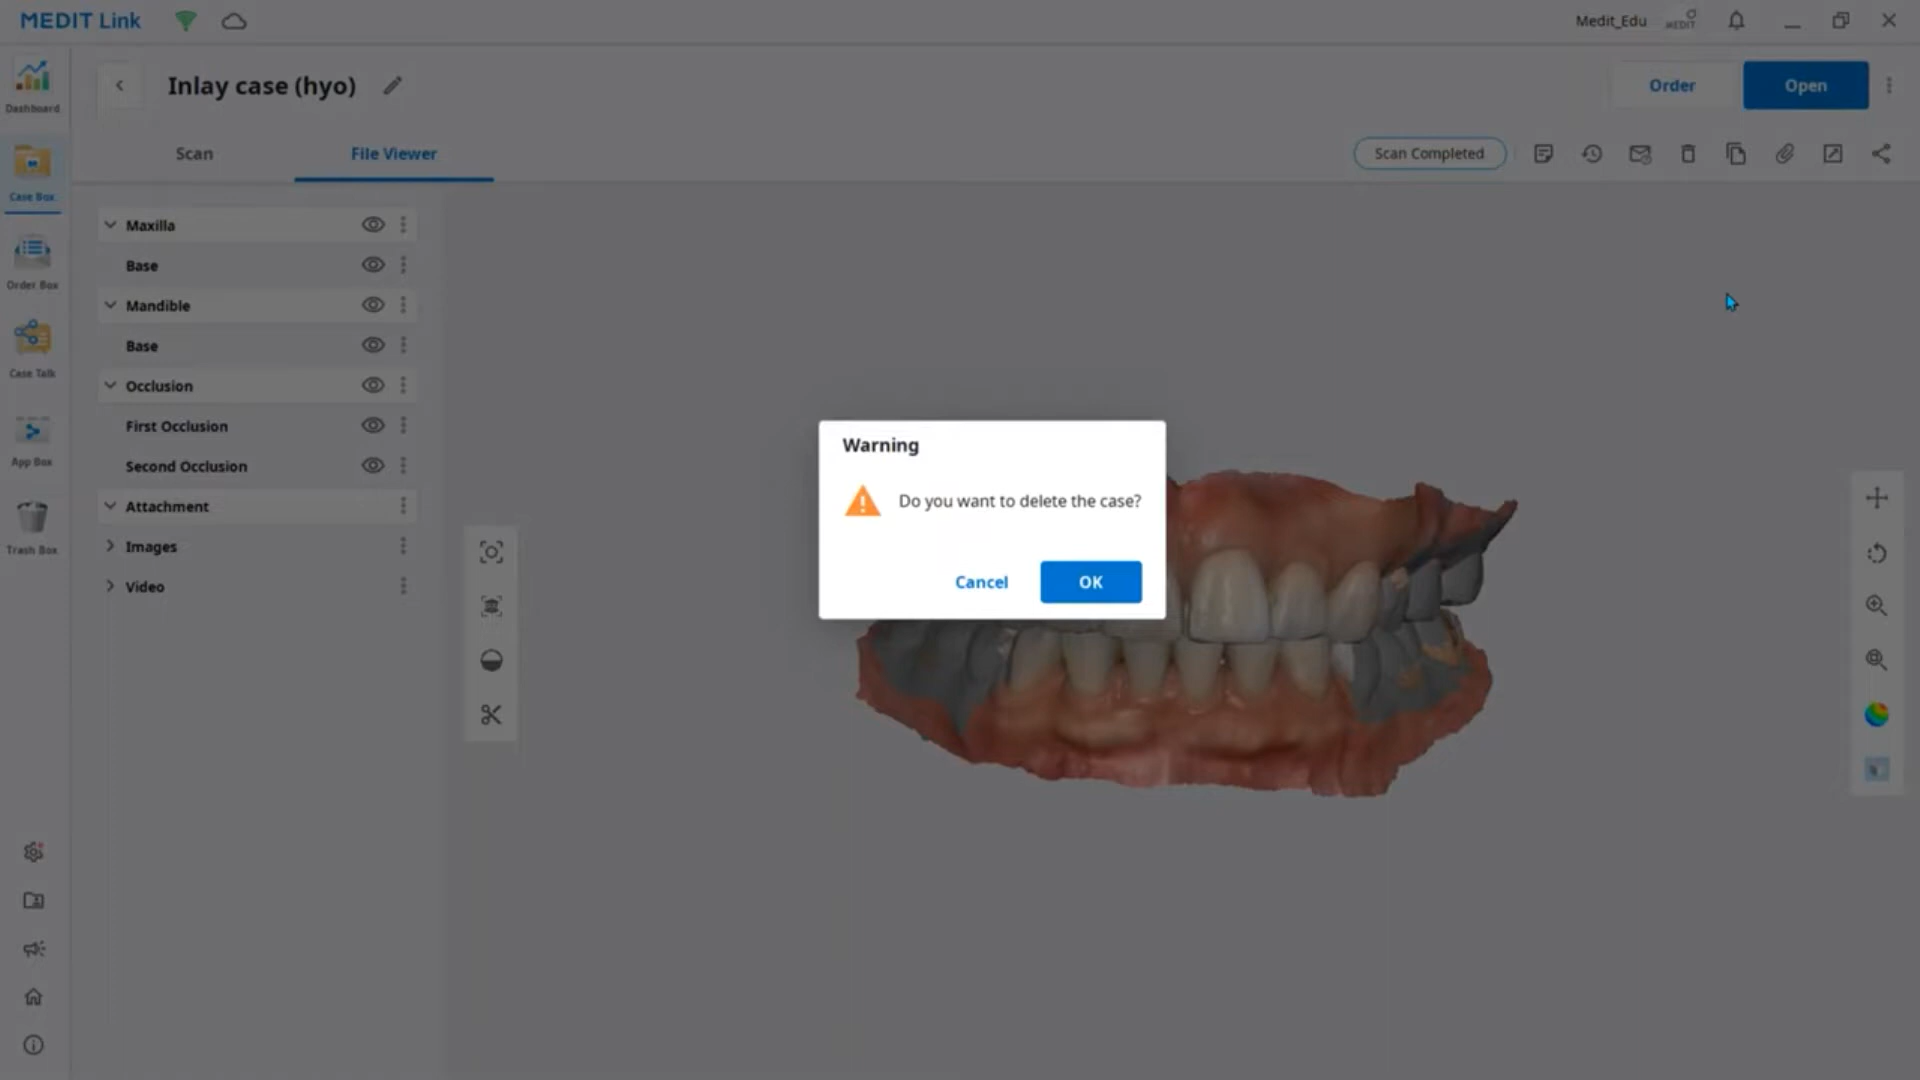 MEDIT Link
Medit_Edu
MEDIT
Dashboard
Case Box
Order Box
Case Talk
App Box
Trash Box
Inlay case (hyo)
Order
Open
Scan
File Viewer
Scan Completed
Maxilla
Base
Mandible
Base
Occlusion
First Occlusion
Second Occlusion
Attachment
Images
Video
Warning
Do you want to delete the case?
Cancel
OK